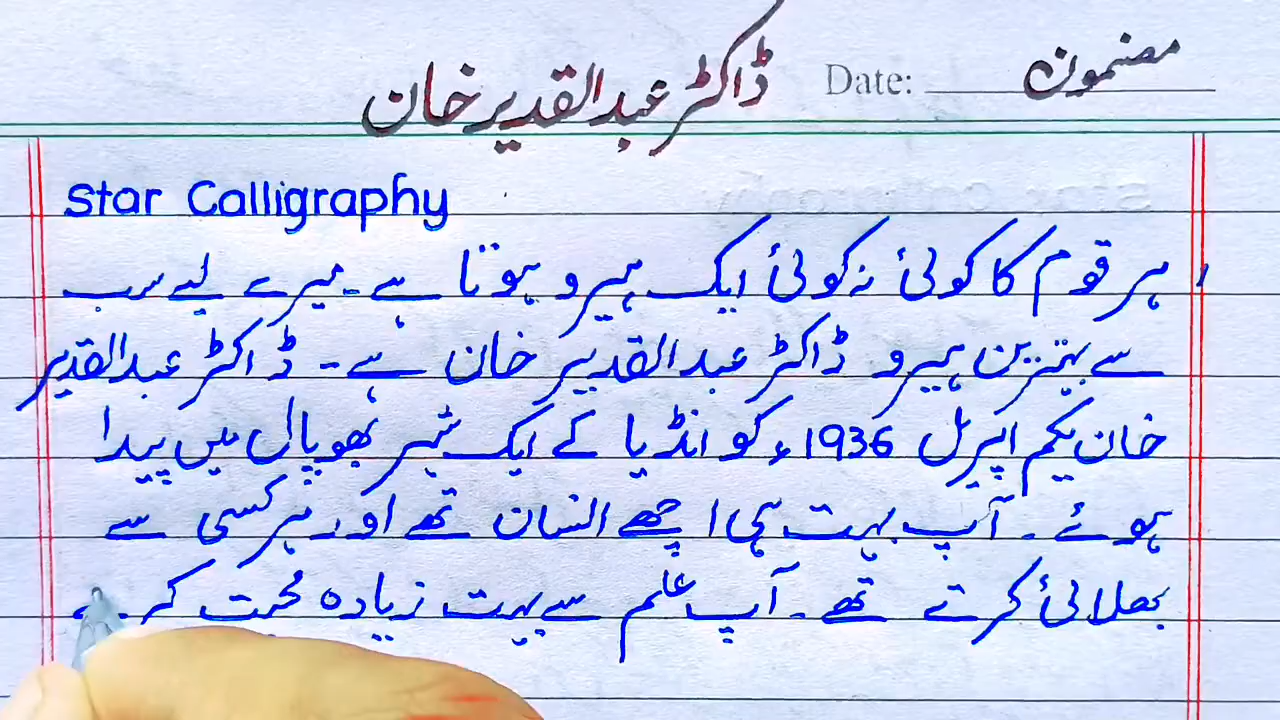 مضمون
Date:
ڈاکٹر عبدالقدیر خان
Star Calligraphy
ہر قوم کا کوئی نہ کوئی ایک ہیرو ہوتا ہے۔ میرے لیے سب
سے بہترین ہیرو ڈاکٹر عبدالقدیر خان ہے۔ ڈاکٹر عبدالقدیر
خان یکم اپریل 1936ء کو انڈیا کے ایک شہر بھوپال میں پیدا
ہوئے۔ آپ بہت ہی اچھے انسان تھے اور ہر کسی سے
بھلائی کرتے تھے۔ آپ علم سے بہت زیادہ محبت